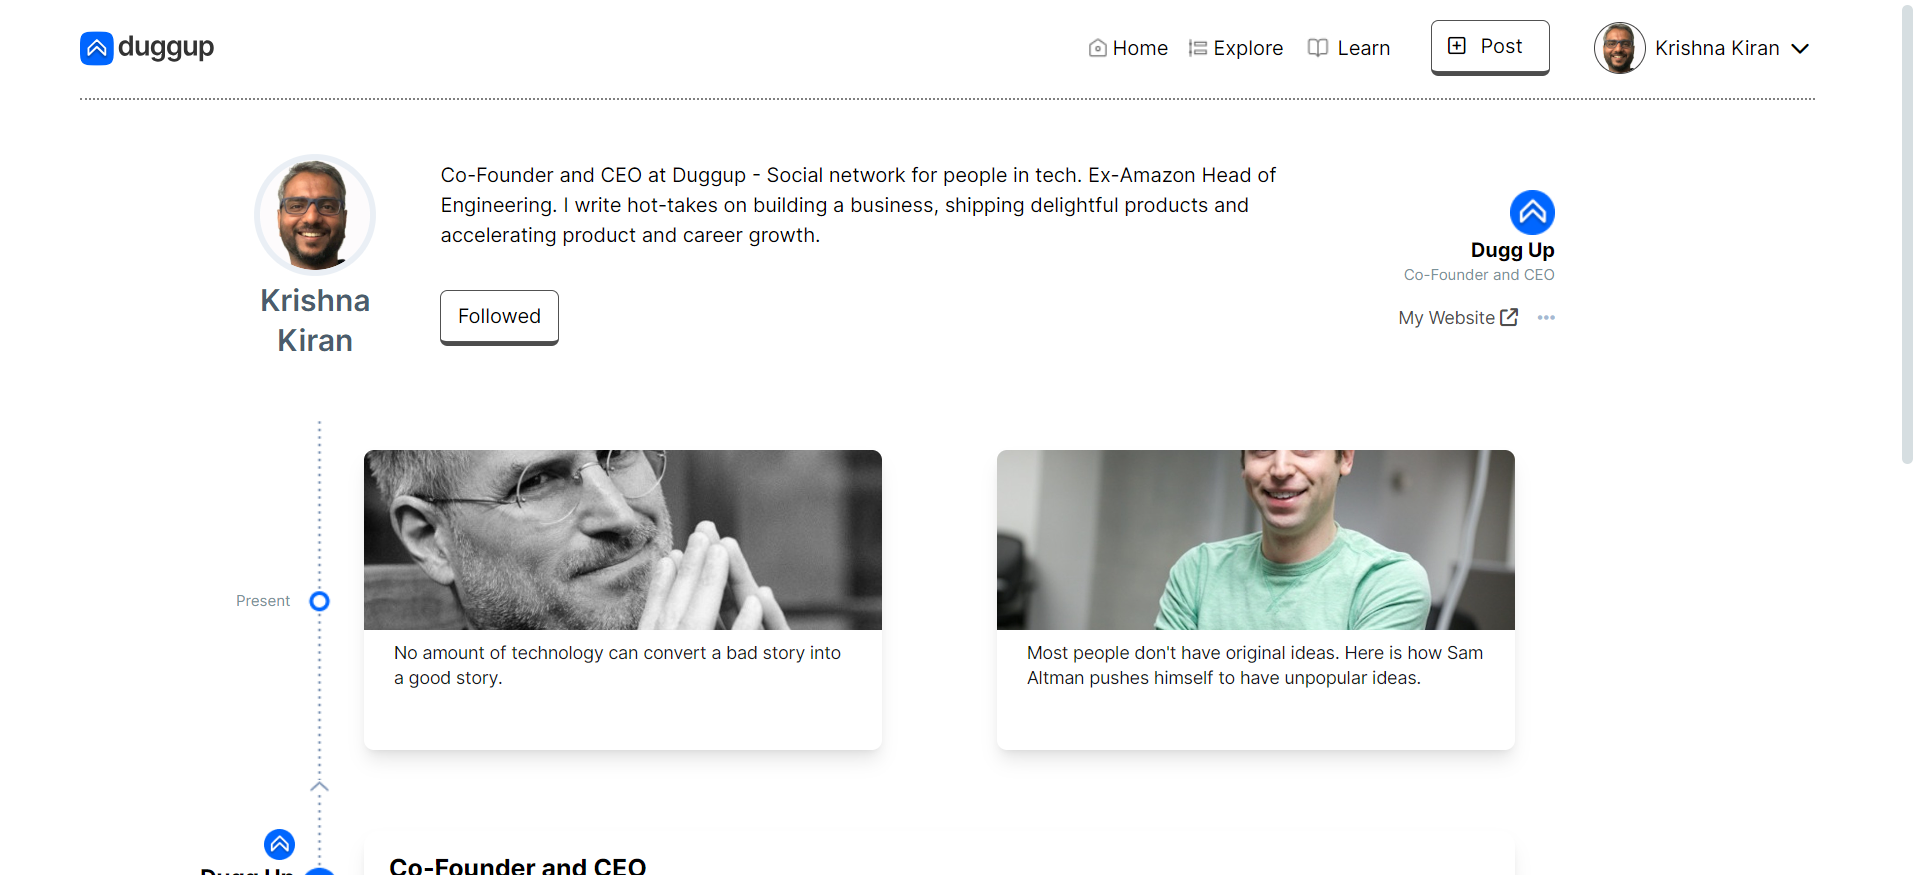 duggup
Home
Explore
Learn
Post
Krishna Kiran
Co-Founder and CEO at Duggup - Social network for people in tech. Ex-Amazon Head of
Engineering. I write hot-takes on building a business, shipping delightful products and
accelerating product and career growth.
Krishna
Kiran
Followed
Dugg Up
Co-Founder and CEO
My Website
Present
No amount of technology can convert a bad story into
a good story.
Most people don't have original ideas. Here is how Sam
Altman pushes himself to have unpopular ideas.
Dugg Up
Co-Founder and CEO